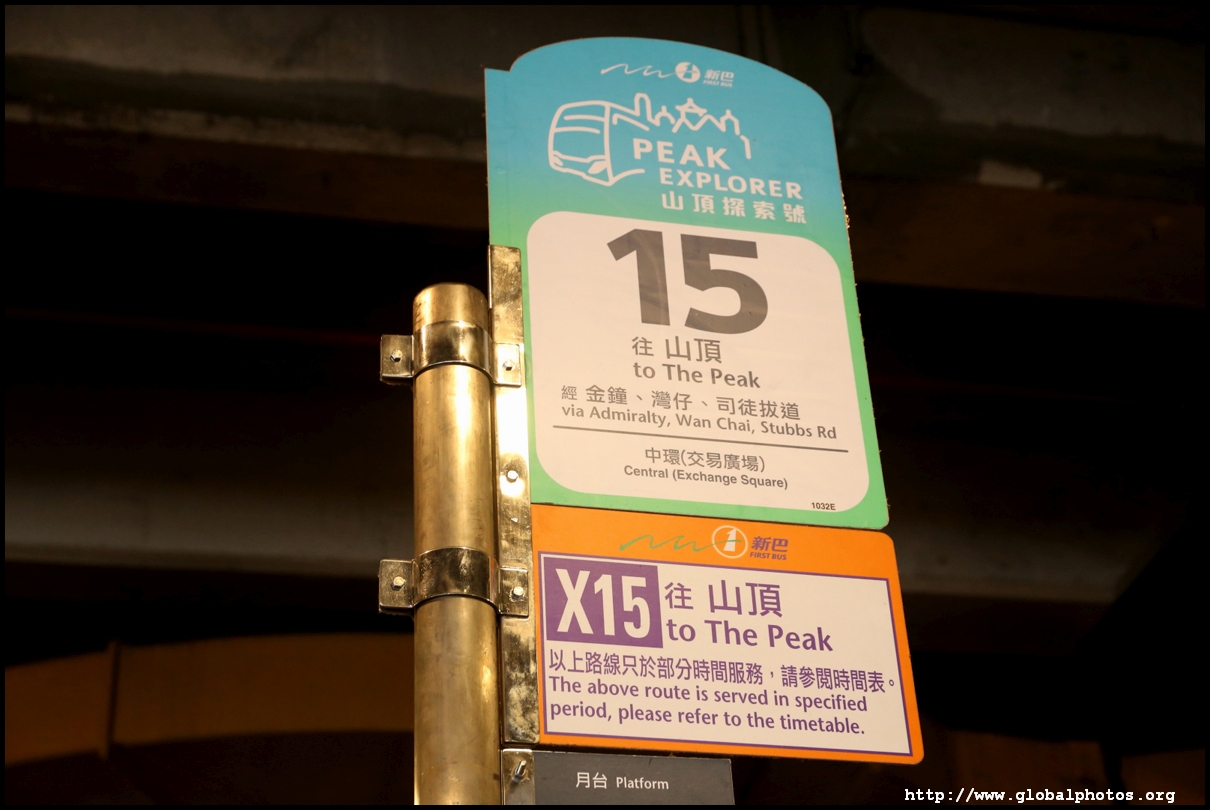 新巴
FIRST BUS
PEAK
EXPLORER
山頂探索號
15
往 山頂
to The Peak
經 金鐘、灣仔、司徒拔道
via Admiralty, Wan Chai, Stubbs Rd
中環(交易廣場)
Central (Exchange Square)
1032E
1 新巴
FIRST BUS
X15 往 山頂
to The Peak
以上路線只於部分時間服務，請參閱時間表。
The above route is served in specified
period, please refer to the timetable.
月台 Platform
http://www.globalphotos.org